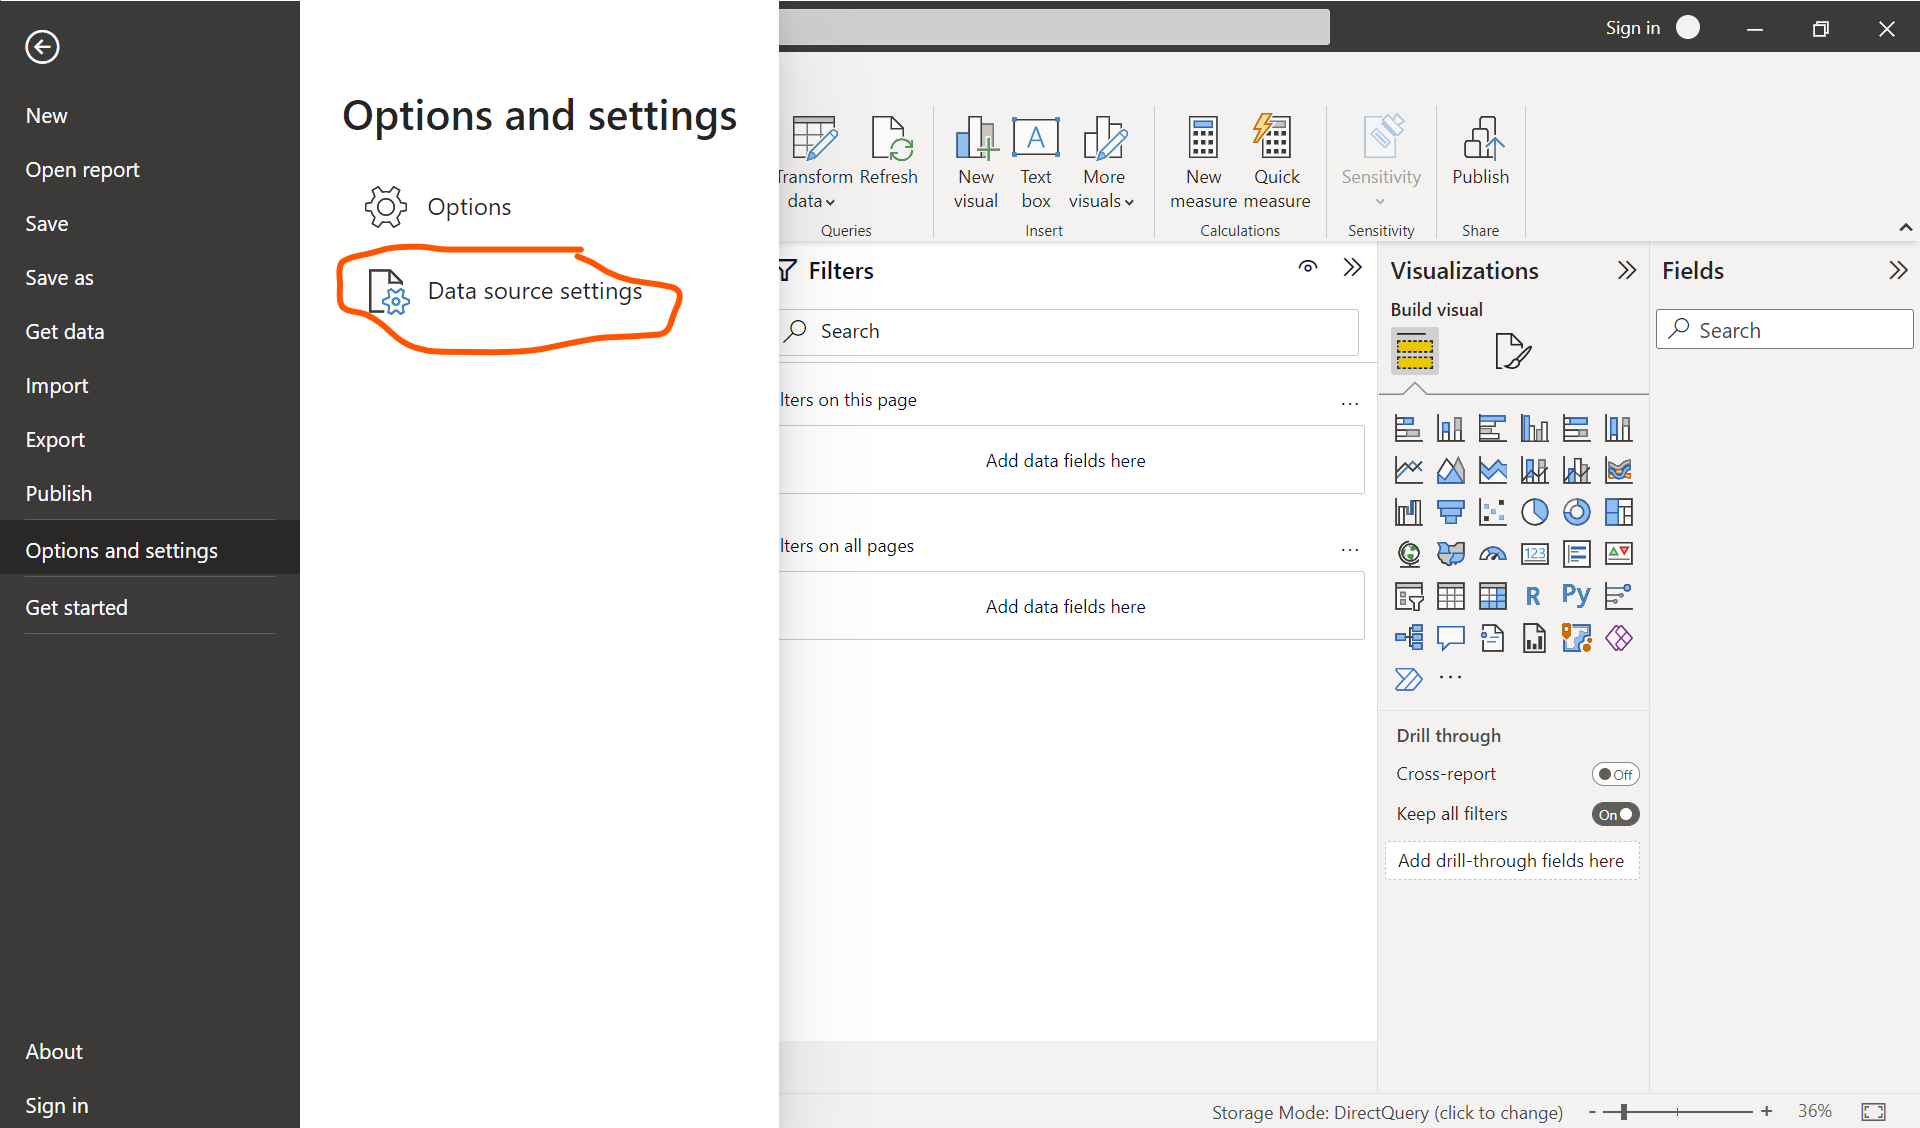 Sign in
New
Open report
Save
Save as
Get data
Import
Export
Publish
Options and settings
Get started
About
Sign in
Options and settings
Options
Data source settings
Transform data
Refresh
Queries
New visual
Text box
More visuals
Insert
New measure
Quick measure
Calculations
Sensitivity
Sensitivity
Publish
Share
Filters
Search
lters on this page
...
Add data fields here
lters on all pages
...
Add data fields here
Visualizations
Build visual
123
R
Py
...
Drill through
Cross-report
Off
Keep all filters
On
Add drill-through fields here
Fields
Search
Storage Mode: DirectQuery (click to change)
- + 36%